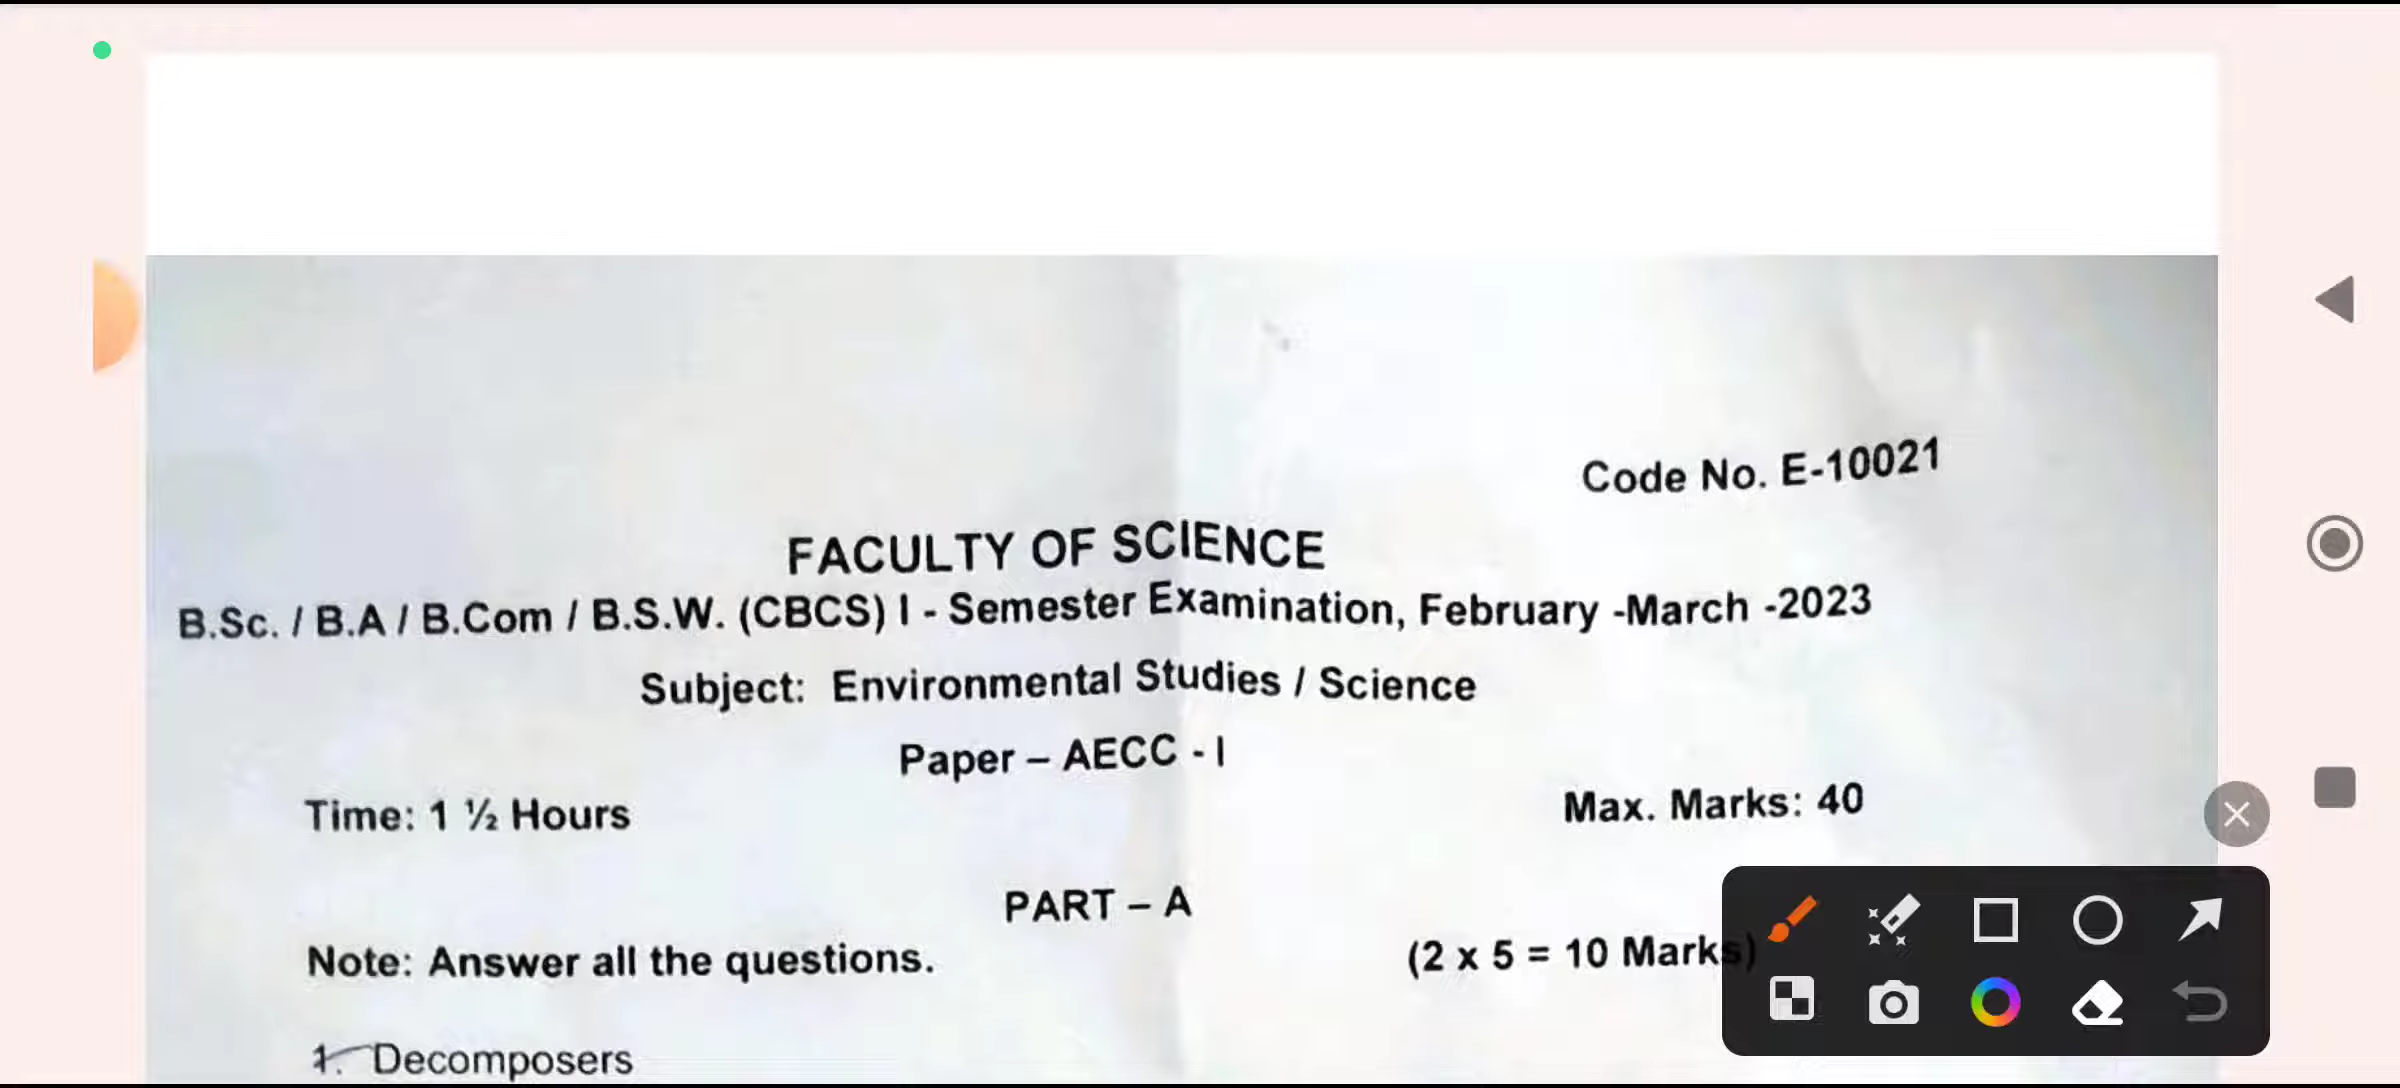 Code No. E-10021
FACULTY OF SCIENCE
B.Sc. / B.A / B.Com / B.S.W. (CBCS) I - Semester Examination, February -March -2023
Subject: Environmental Studies / Science
Paper – AECC - I
Time: 1 ½ Hours
Max. Marks: 40
PART – A
Note: Answer all the questions.
(2 x 5 = 10 Marks)
1. Decomposers